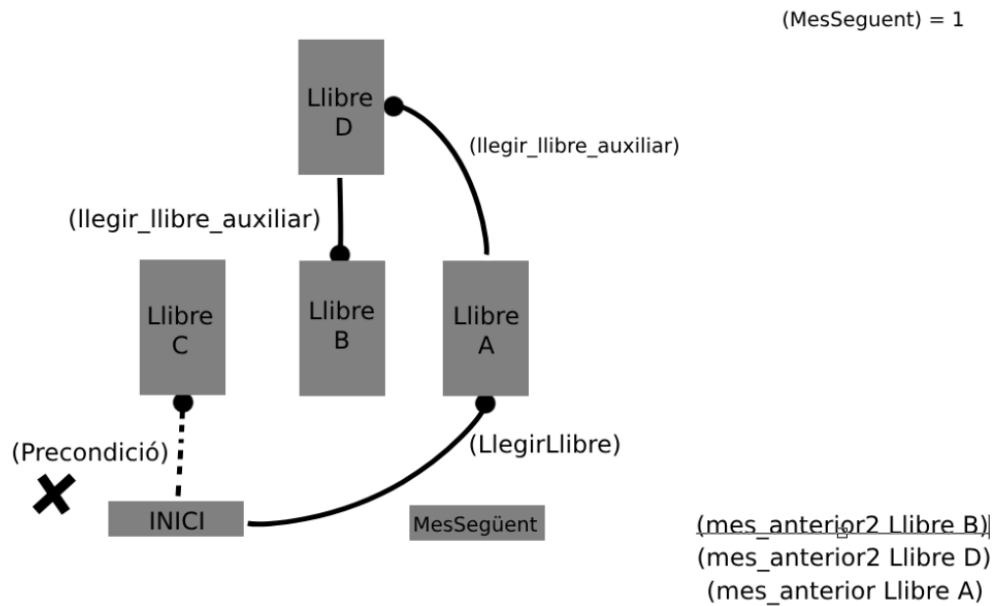 (MesSeguent) = 1
Llibre
D
(llegir_llibre_auxiliar)
(llegir_llibre_auxiliar)
Llibre
C
Llibre
B
Llibre
A
(Precondició)
(LlegirLlibre)
INICI
MesSegüent
(mes_anterior2 Llibre B)
(mes_anterior2 Llibre D)
(mes_anterior Llibre A)